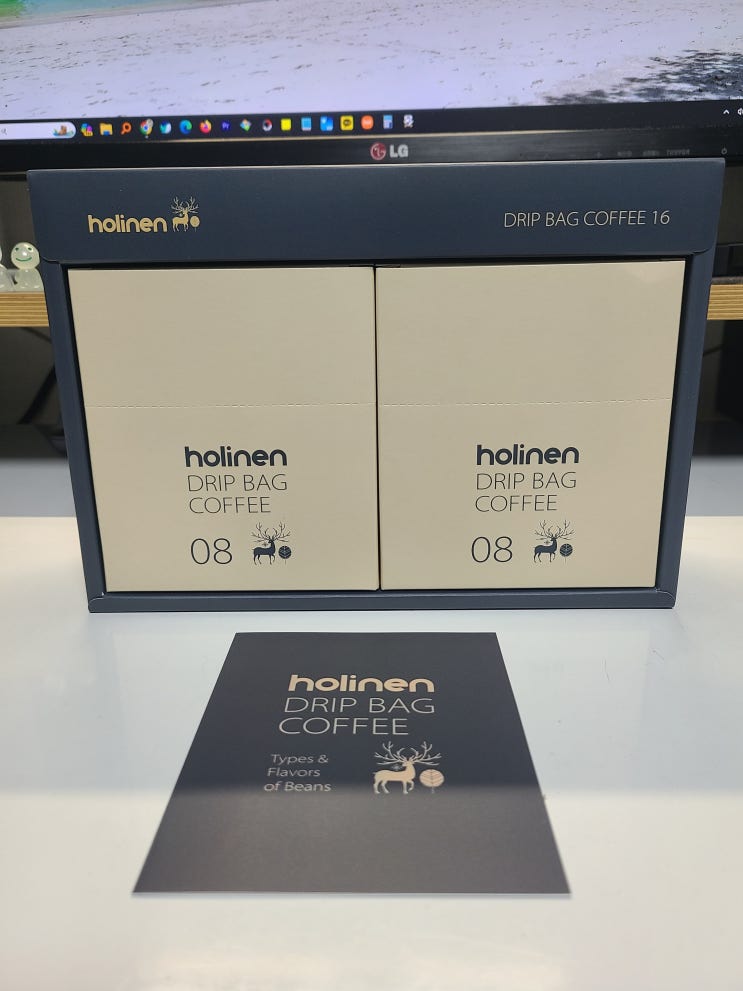 LG
holinen
DRIP BAG COFFEE 16
holinen
DRIP BAG
COFFEE
08
holinen
DRIP BAG
COFFEE
08
holinen
DRIP BAG
COFFEE
Types &
Flavors
of Beans